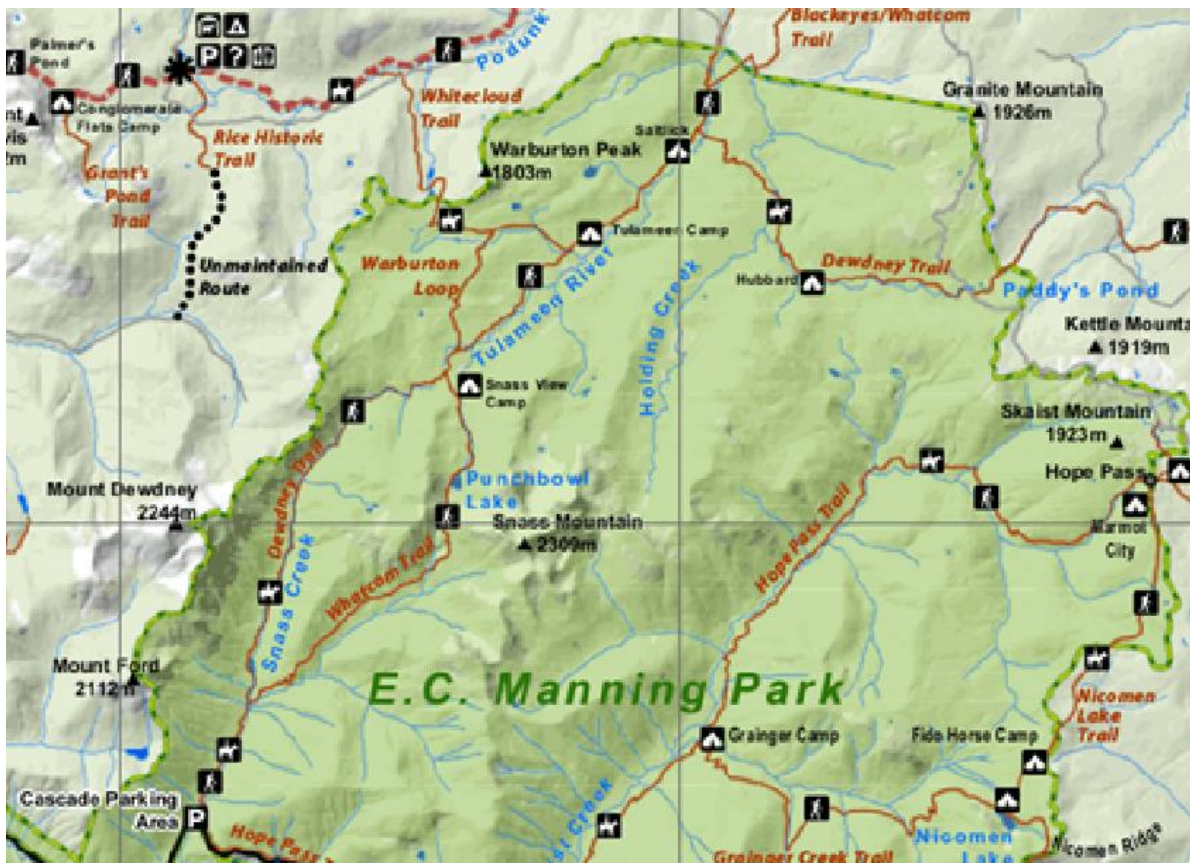 Blackeyes/Whatcom
Trail
Palmer's
Pond
P ?
Podunk
Granite Mountain
1926m
Conglomerate
Flats Camp
Whitecloud
Trail
Saltlick
Rice Historic
Trail
Warburton Peak
1803m
Grant's
Pond
Trail
Tulameen Camp
Unmaintained
Route
Warburton
Loop
Tulameen River
Dewdney Trail
Hubbard
Paddy's Pond
Holding Creek
Kettle Mounta
1919m
Snass View
Camp
Skaist Mountain
1923m
Dewdney Trail
Punchbowl
Lake
Hope Pass
Mount Dewdney
2244m
Snass Mountain
2309m
Marmot
City
Hope Pass Trail
Whatcom Trail
Snass Creek
Mount Ford
2112m
E.C. Manning Park
Nicomen
Lake
Trail
Grainger Camp
Fido Horse Camp
Cascade Parking
Area
P
Hope Pass T
st Creek
Grainger Creek Trail
Nicomen
Lake
Nicomen Ridge